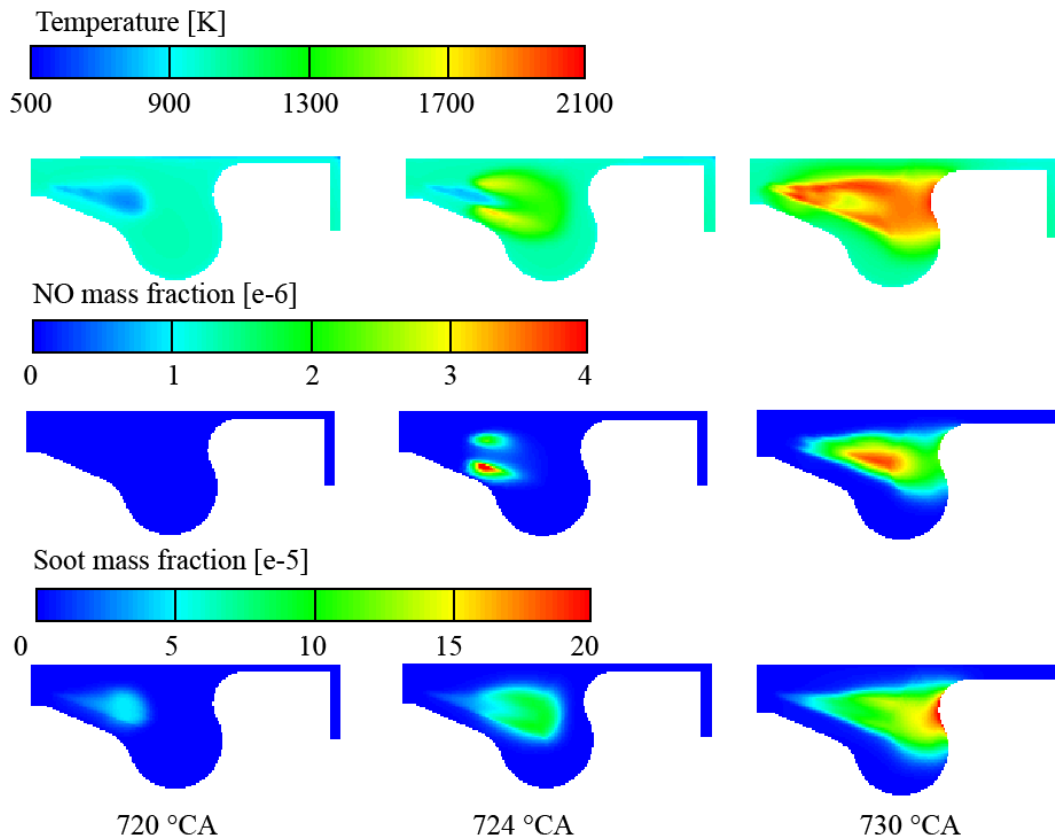 Temperature [K]
500 900 1300 1700 2100
NO mass fraction [e-6]
0 1 2 3 4
Soot mass fraction [e-5]
0 5 10 15 20
720 °CA 724 °CA 730 °CA